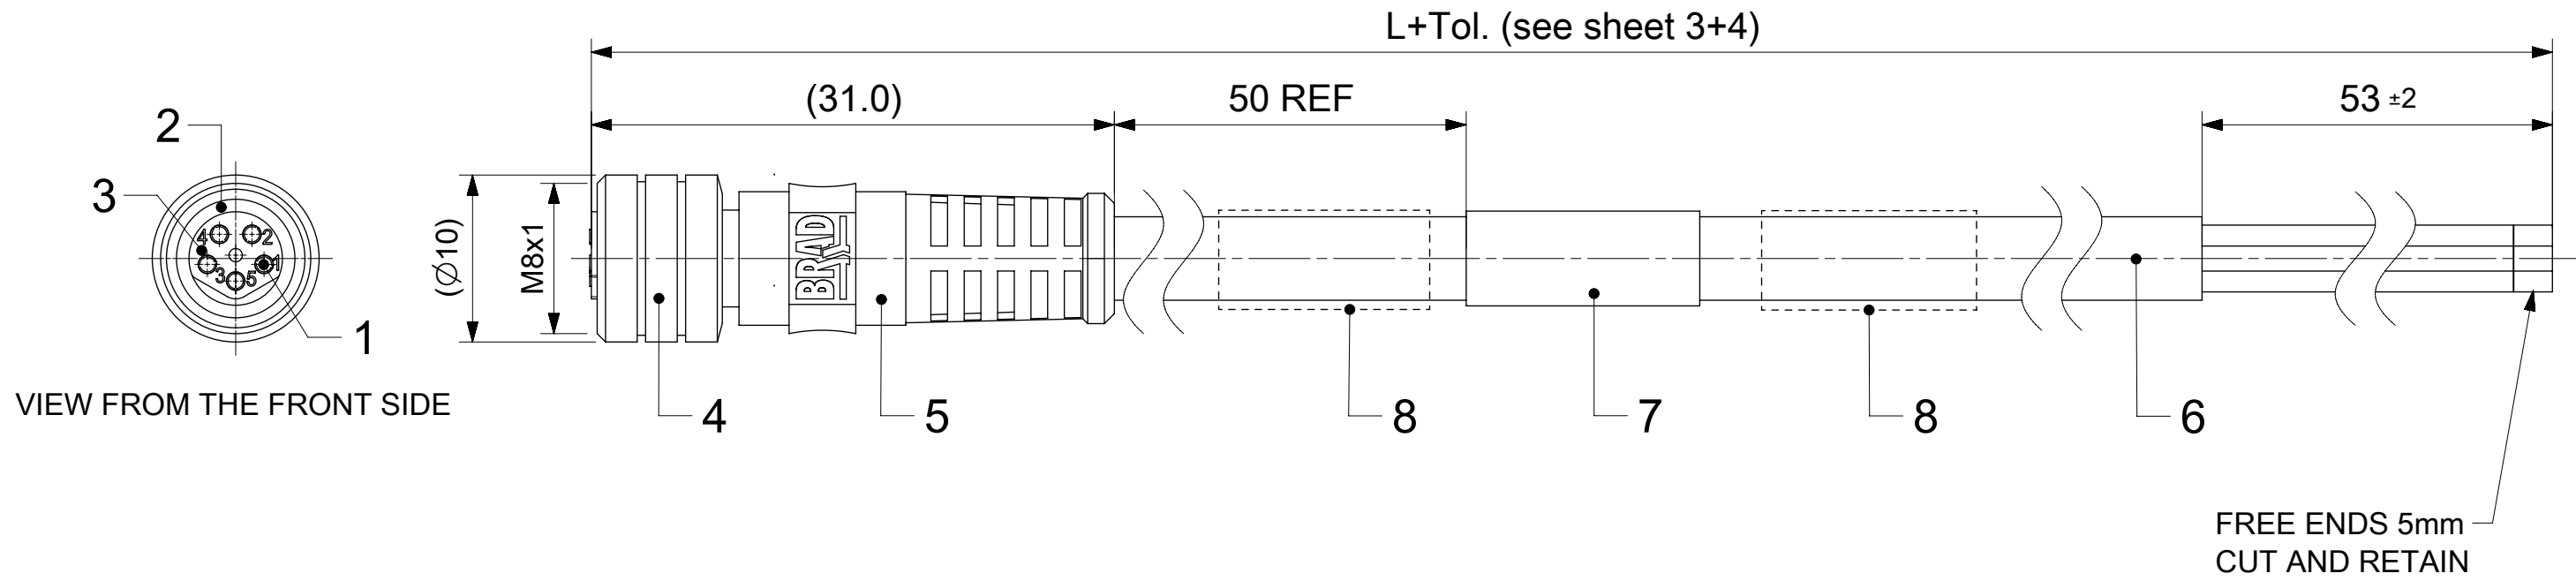 L+Tol. (see sheet 3+4)
(31.0)
50 REF
53 ±2
2
3
4
2
3
5
1
1
(Ø10)
M8x1
BRAD
VIEW FROM THE FRONT SIDE
4
5
8
7
8
6
FREE ENDS 5mm
CUT AND RETAIN